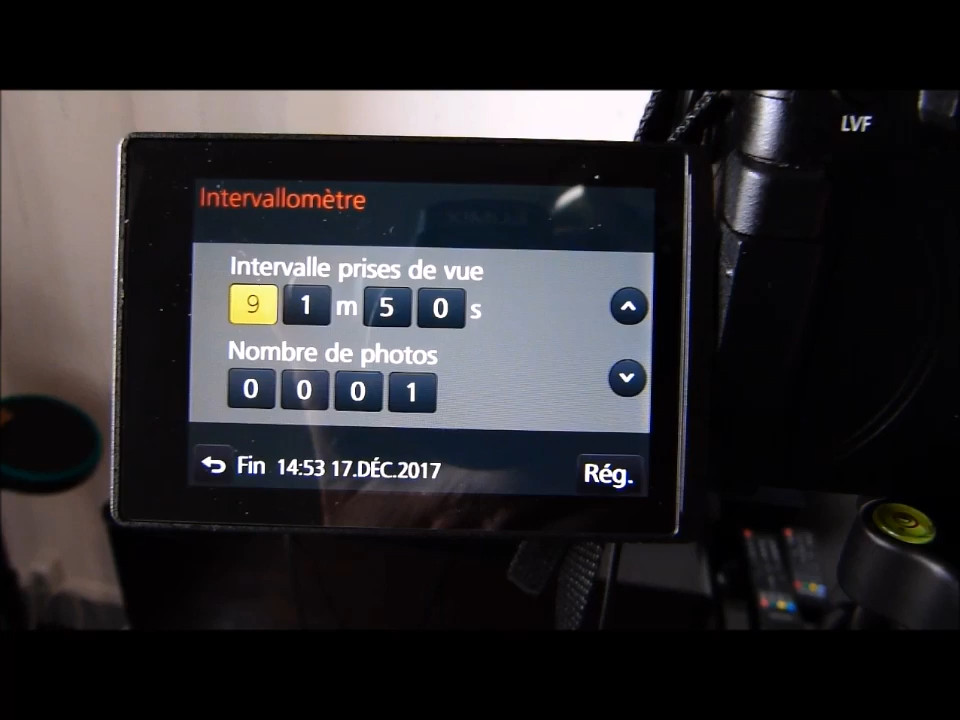 LVF
Intervallomètre
Intervalle prises de vue
9 1 m 5 0 s
Nombre de photos
0 0 0 1
Fin 14:53 17.DÉC.2017
Rég.